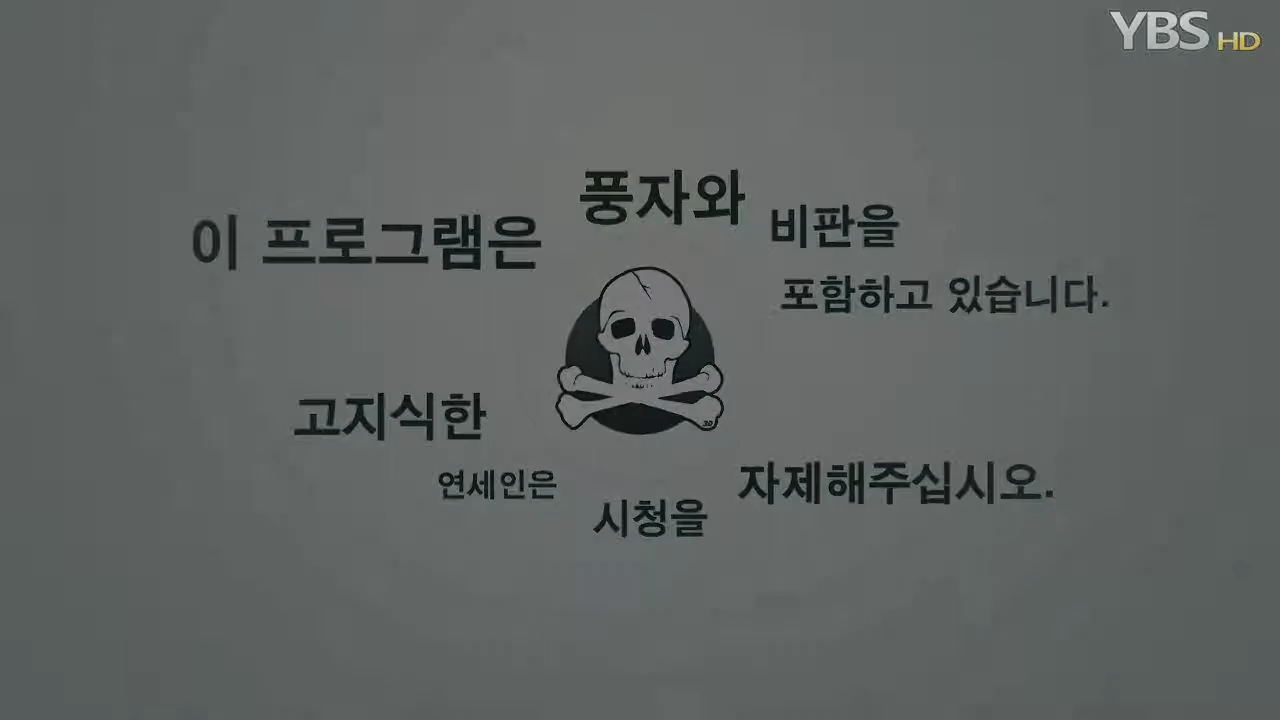 YBS HD
이 프로그램은 풍자와 비판을
포함하고 있습니다.
고지식한
연세인은 시청을 자제해주십시오.